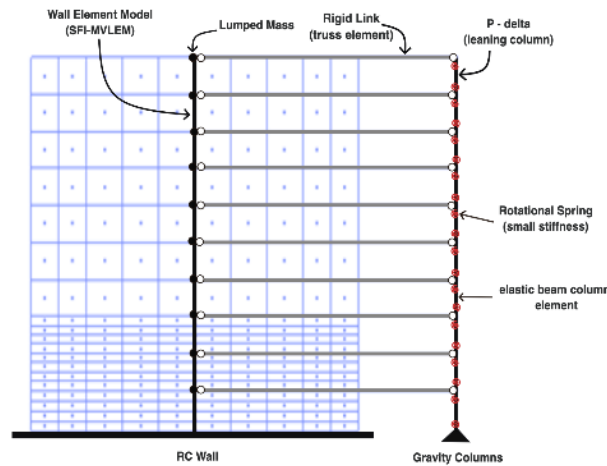 Wall Element Model
(SFI-MVLEM)
Lumped Mass
Rigid Link
(truss element)
P - delta
(leaning column)
Rotational Spring
(small stiffness)
elastic beam column
element
RC Wall
Gravity Columns